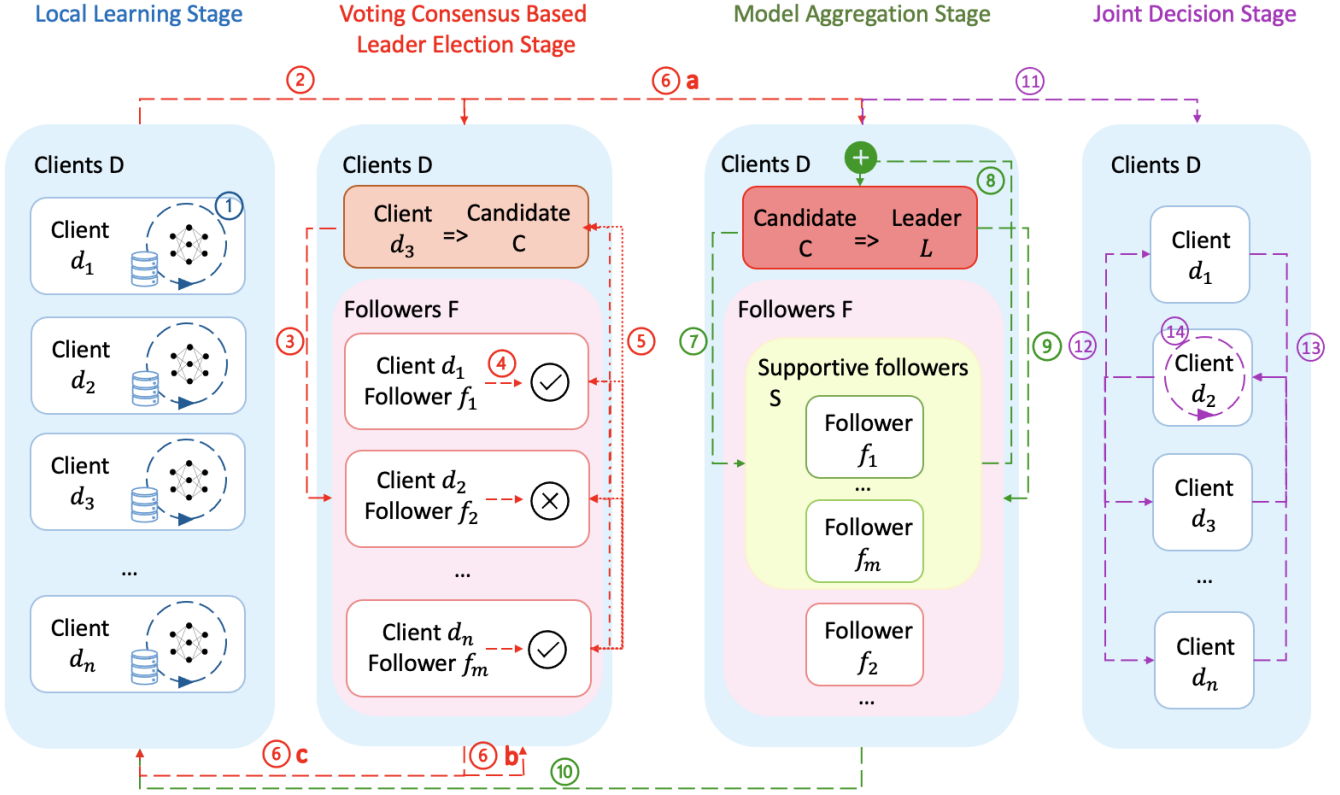 Local Learning Stage
Voting Consensus Based
Leader Election Stage
Model Aggregation Stage
Joint Decision Stage
2
6 a
11
Clients D
1
Client
d₁
Client
d₂
Client
d₃
...
Client
dₙ
Clients D
Client
d₃
=>
Candidate
C
3
Followers F
Client d₁
Follower f₁
4
5
Client d₂
Follower f₂
...
Client dₙ
Follower fₘ
6 c
6 b
10
Clients D
+
8
Candidate
C
=>
Leader
L
7
9
Followers F
Supportive followers
S
Follower
f₁
...
Follower
fₘ
Follower
f₂
...
Clients D
Client
d₁
12
14
13
Client
d₂
Client
d₃
...
Client
dₙ